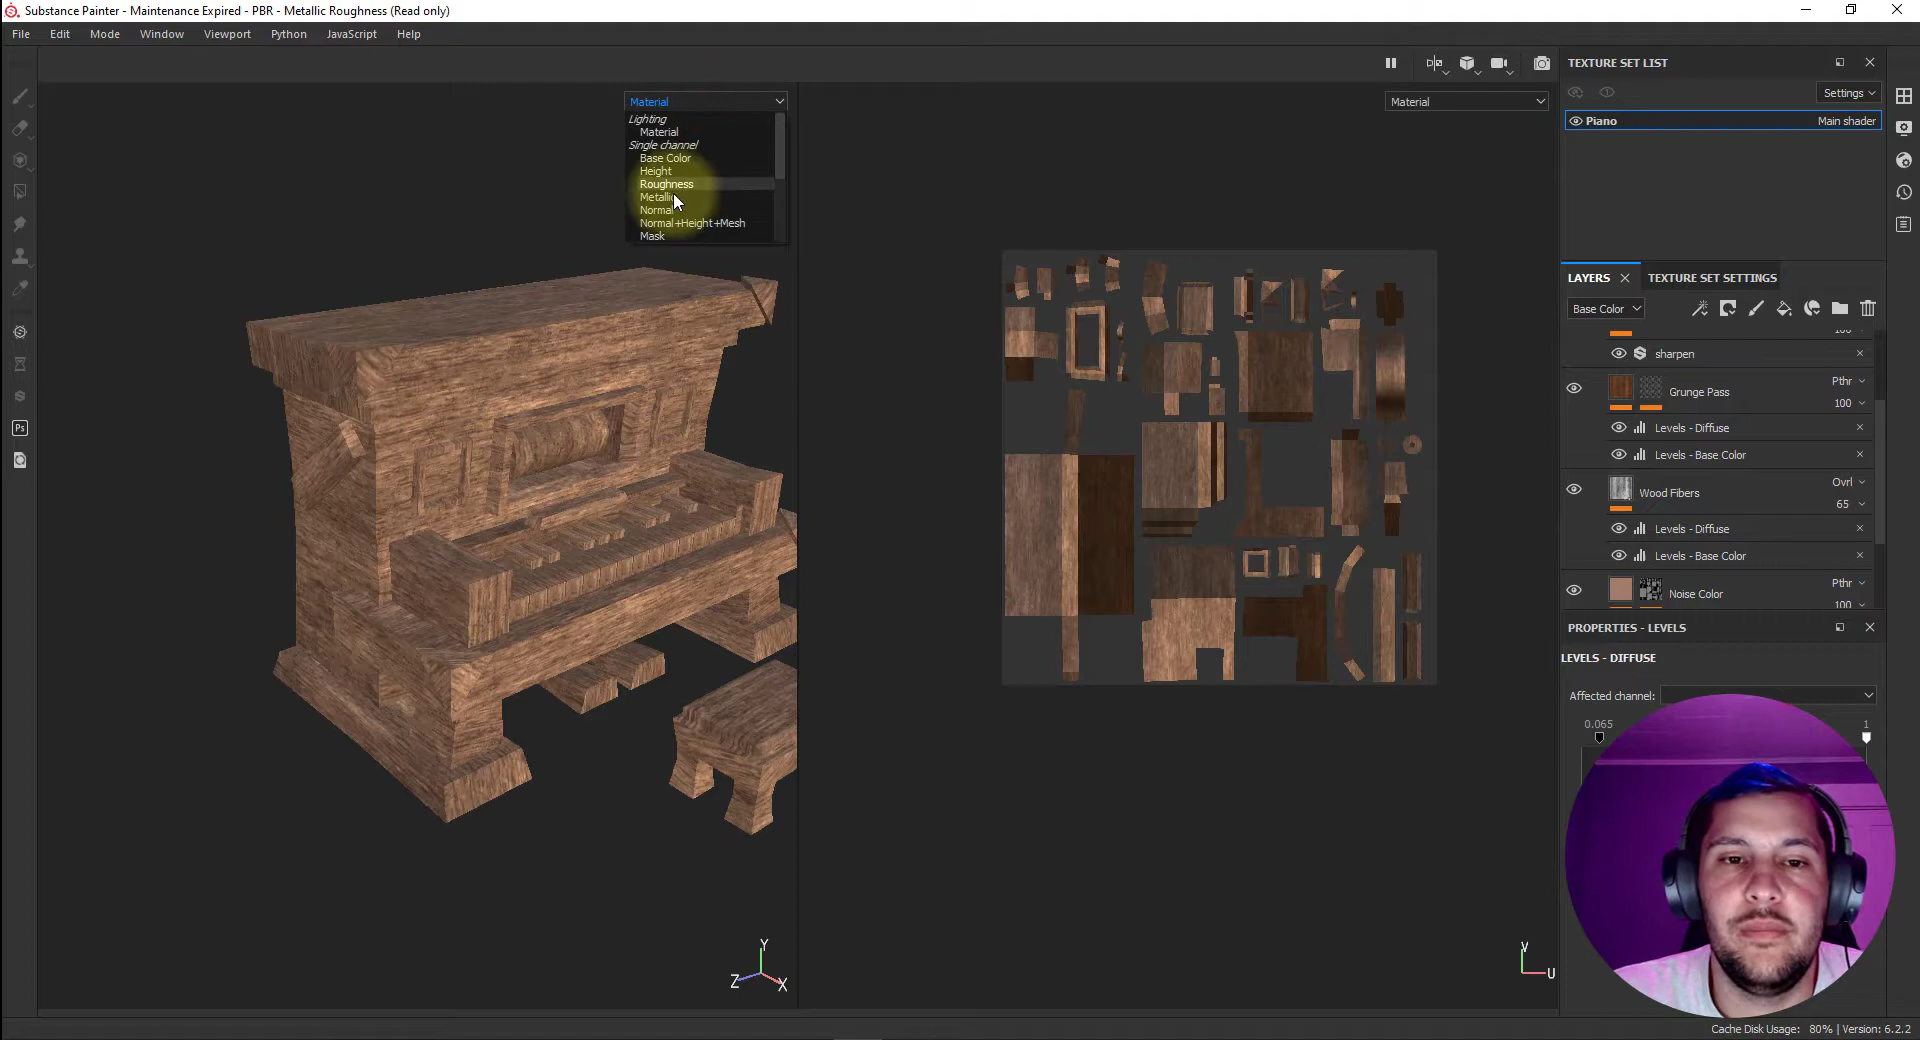 Substance Painter - Maintenance Expired - PBR - Metallic Roughness (Read only)
File Edit Mode Window Viewport Python JavaScript Help
Material
Lighting
Material
Single channel
Base Color
Height
Roughness
Metallic
Normal
Normal+Height+Mesh
Mask
Material
TEXTURE SET LIST
Settings
Piano Main shader
LAYERS TEXTURE SET SETTINGS
Base Color
100
sharpen
Grunge Pass Pthr
100
Levels - Diffuse
Levels - Base Color
Wood Fibers Ovrl
65
Levels - Diffuse
Levels - Base Color
Noise Color Pthr
100
PROPERTIES - LEVELS
LEVELS - DIFFUSE
Affected channel:
0.065 1
Ps
Y
Z X
V
U
Cache Disk Usage: 80% | Version: 6.2.2